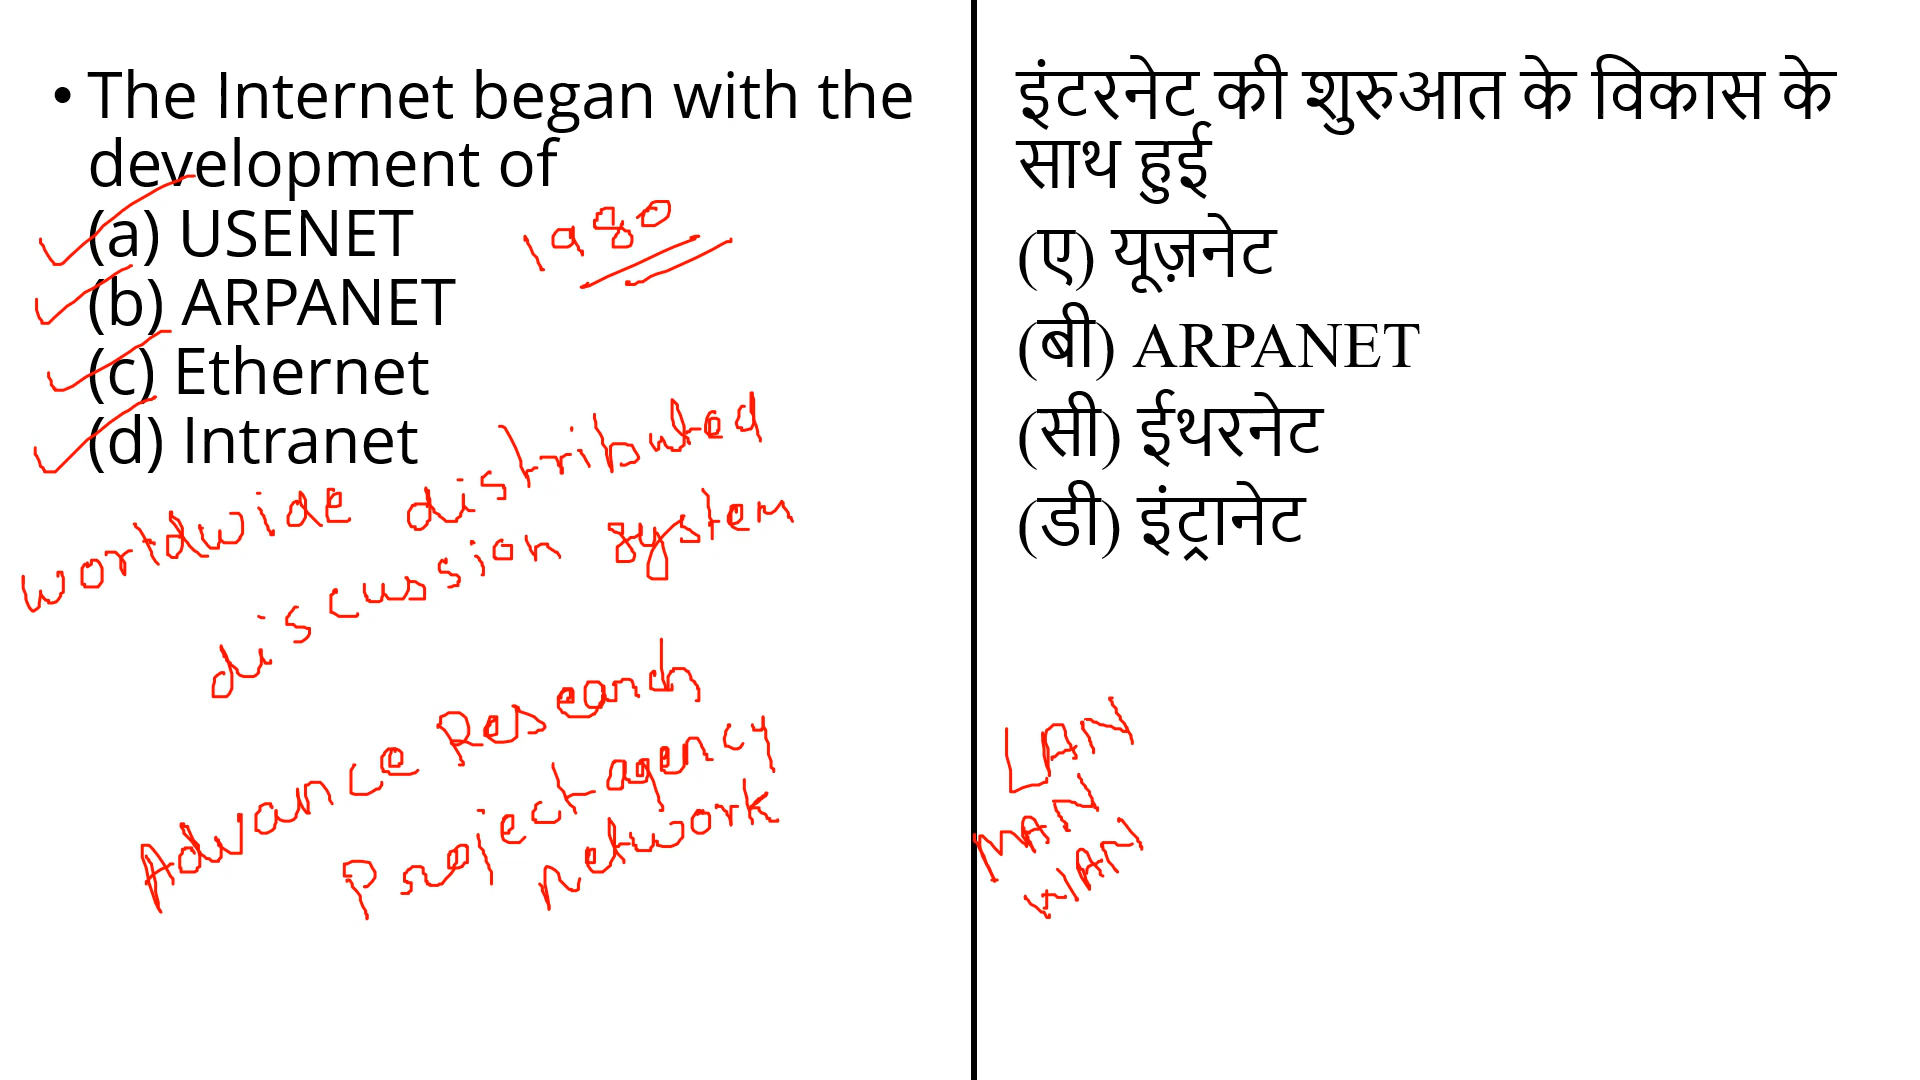 • The Internet began with the
development of
(a) USENET
(b) ARPANET
(c) Ethernet
(d) Intranet
1980
worldwide distributed
discussion system
Advance Research
Project agency
network
इंटरनेट की शुरुआत के विकास के
साथ हुई
(ए) यूज़नेट
(बी) ARPANET
(सी) ईथरनेट
(डी) इंट्रानेट
LAN
MAN
WAN